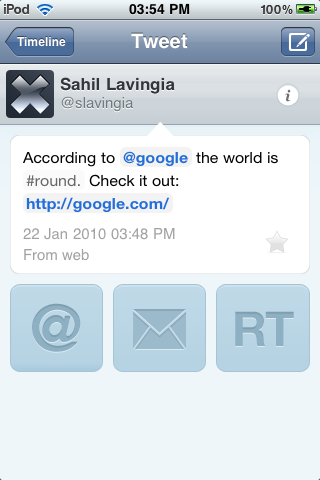 iPod 03:54 PM 100%
Timeline Tweet
Sahil Lavingia
@slavingia
i
According to @google the world is
#round. Check it out:
http://google.com/
22 Jan 2010 03:48 PM
From web
@ RT